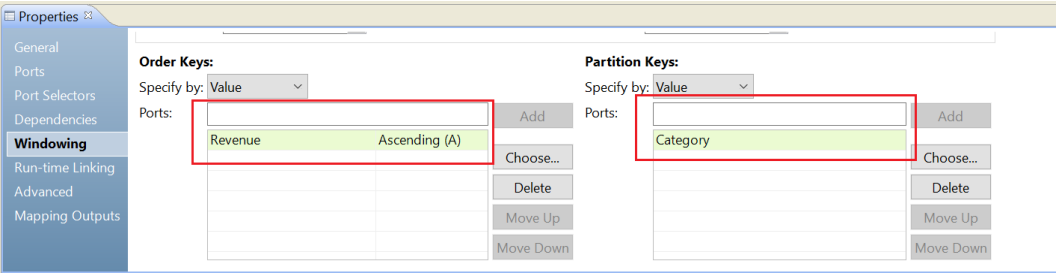 Properties
General
Ports
Port Selectors
Dependencies
Windowing
Run-time Linking
Advanced
Mapping Outputs
Order Keys:
Specify by: Value
Ports:
Add
Revenue Ascending (A)
Choose...
Delete
Move Up
Move Down
Partition Keys:
Specify by: Value
Ports:
Add
Category
Choose...
Delete
Move Up
Move Down